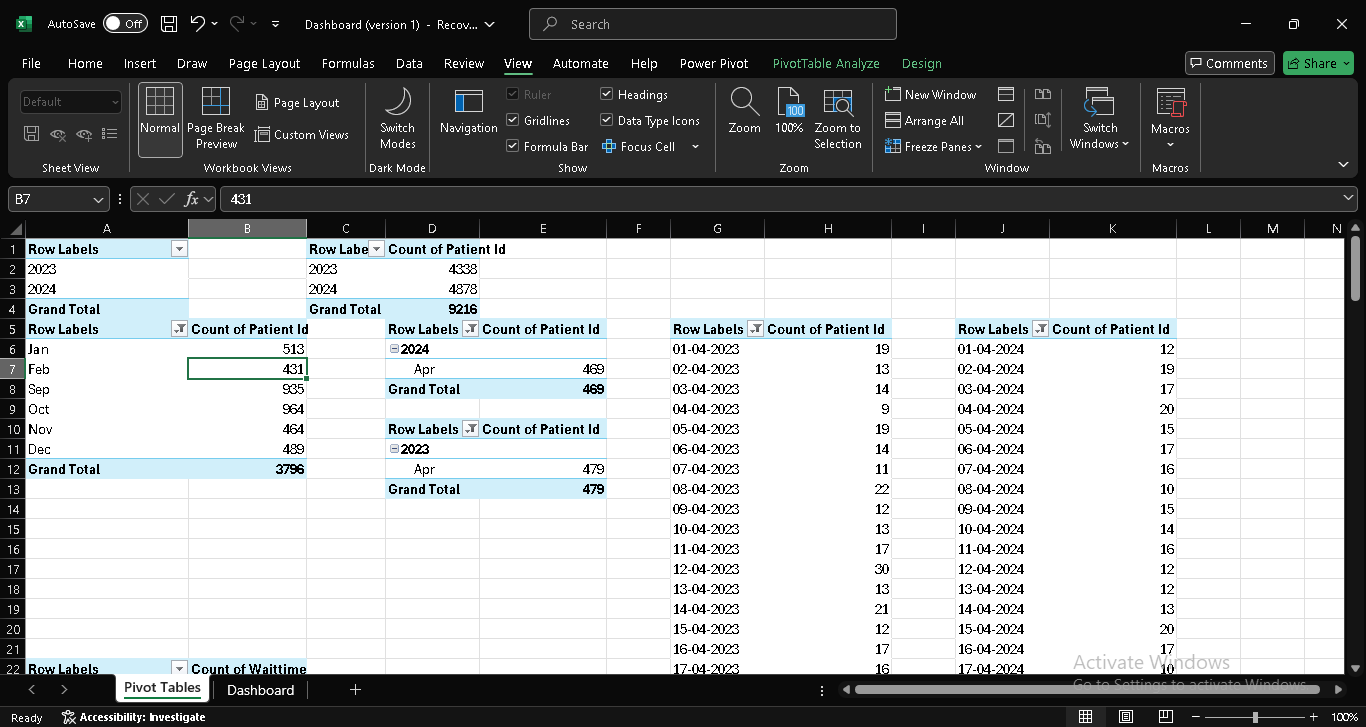 AutoSave Off Dashboard (version 1) - Recov... Search
File Home Insert Draw Page Layout Formulas Data Review View Automate Help Power Pivot PivotTable Analyze Design Comments Share
Default Normal Page Break Preview Page Layout Custom Views Switch Modes Navigation Ruler Gridlines Formula Bar Headings Data Type Icons Focus Cell Zoom 100 100% Zoom to Selection New Window Arrange All Freeze Panes Switch Windows Macros
Sheet View Workbook Views Dark Mode Show Zoom Window Macros
B7 fx 431
A B C D E F G H I J K L M N
1 Row Labels Row Labe Count of Patient Id
2 2023 2023 4338
3 2024 2024 4878
4 Grand Total Grand Total 9216
5 Row Labels Count of Patient Id Row Labels Count of Patient Id Row Labels Count of Patient Id Row Labels Count of Patient Id
6 Jan 513 2024 01-04-2023 19 01-04-2024 12
7 Feb 431 Apr 469 02-04-2023 13 02-04-2024 19
8 Sep 935 Grand Total 469 03-04-2023 14 03-04-2024 17
9 Oct 964 04-04-2023 9 04-04-2024 20
10 Nov 464 Row Labels Count of Patient Id 05-04-2023 19 05-04-2024 15
11 Dec 489 2023 06-04-2023 14 06-04-2024 17
12 Grand Total 3796 Apr 479 07-04-2023 11 07-04-2024 16
13 Grand Total 479 08-04-2023 22 08-04-2024 10
14 09-04-2023 12 09-04-2024 15
15 10-04-2023 13 10-04-2024 14
16 11-04-2023 17 11-04-2024 16
17 12-04-2023 30 12-04-2024 12
18 13-04-2023 13 13-04-2024 12
19 14-04-2023 21 14-04-2024 13
20 15-04-2023 12 15-04-2024 20
21 16-04-2023 17 16-04-2024 17
22 Row Labels Count of Waittime 17-04-2023 16 17-04-2024 10
Activate Windows
Go to Settings to activate Windows.
Pivot Tables Dashboard
Ready Accessibility: Investigate 100%